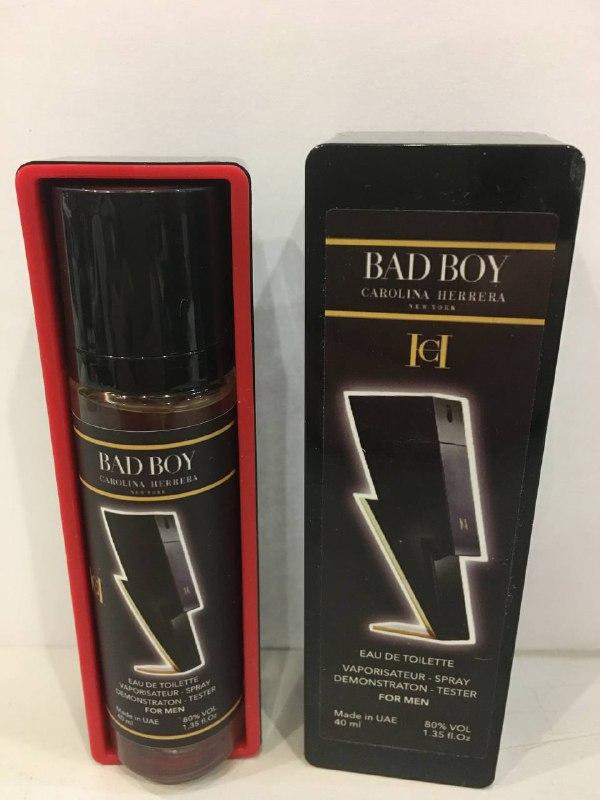 BAD BOY
CAROLINA HERRERA
NEW YORK
CH
EAU DE TOILETTE
VAPORISATEUR - SPRAY
DEMONSTRATON - TESTER
FOR MEN
Made in UAE 80% VOL
40 ml 1.35 fl.Oz
BAD BOY
CAROLINA HERRERA
NEW YORK
CH
EAU DE TOILETTE
VAPORISATEUR - SPRAY
DEMONSTRATON - TESTER
FOR MEN
Made in UAE 80% VOL
40 ml 1.35 fl.Oz